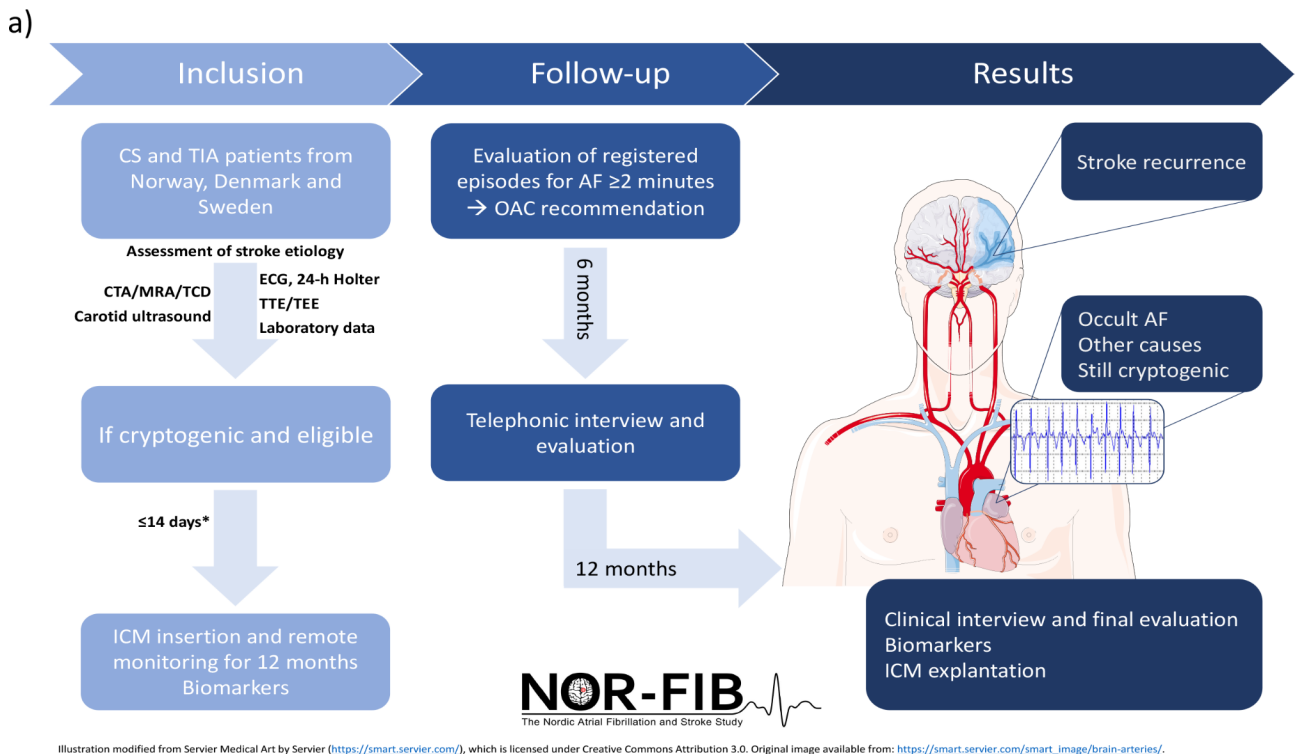 a)
Inclusion
Follow-up
Results
CS and TIA patients from
Norway, Denmark and
Sweden
Assessment of stroke etiology
CTA/MRA/TCD
Carotid ultrasound
ECG, 24-h Holter
TTE/TEE
Laboratory data
If cryptogenic and eligible
≤14 days*
ICM insertion and remote
monitoring for 12 months
Biomarkers
Evaluation of registered
episodes for AF ≥2 minutes
→ OAC recommendation
6 months
Telephonic interview and
evaluation
12 months
Stroke recurrence
Occult AF
Other causes
Still cryptogenic
Clinical interview and final evaluation
Biomarkers
ICM explantation
NOR-FIB
The Nordic Atrial Fibrillation and Stroke Study
Illustration modified from Servier Medical Art by Servier (https://smart.servier.com/), which is licensed under Creative Commons Attribution 3.0. Original image available from: https://smart.servier.com/smart_image/brain-arteries/.